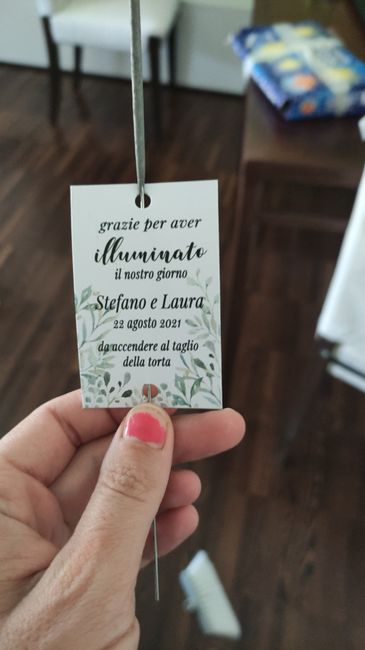 grazie per aver
illuminato
il nostro giorno
Stefano e Laura
22 agosto 2021
da accendere al taglio
della torta